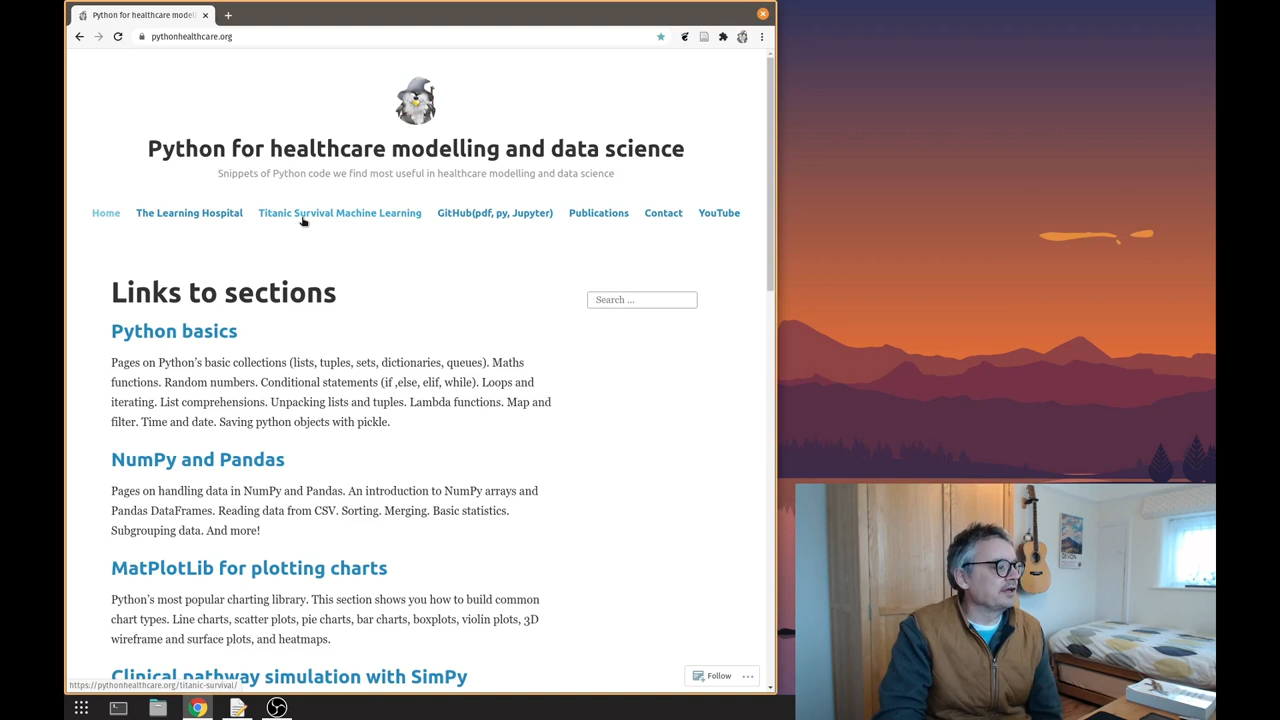 Python for healthcare model
pythonhealthcare.org
Python for healthcare modelling and data science
Snippets of Python code we find most useful in healthcare modelling and data science
Home The Learning Hospital Titanic Survival Machine Learning GitHub(pdf, py, Jupyter) Publications Contact YouTube
Links to sections
Search ...
Python basics
Pages on Python’s basic collections (lists, tuples, sets, dictionaries, queues). Maths
functions. Random numbers. Conditional statements (if ,else, elif, while). Loops and
iterating. List comprehensions. Unpacking lists and tuples. Lambda functions. Map and
filter. Time and date. Saving python objects with pickle.
NumPy and Pandas
Pages on handling data in NumPy and Pandas. An introduction to NumPy arrays and
Pandas DataFrames. Reading data from CSV. Sorting. Merging. Basic statistics.
Subgrouping data. And more!
MatPlotLib for plotting charts
Python’s most popular charting library. This section shows you how to build common
chart types. Line charts, scatter plots, pie charts, bar charts, boxplots, violin plots, 3D
wireframe and surface plots, and heatmaps.
Clinical pathway simulation with SimPy
Follow
https://pythonhealthcare.org/titanic-survival/
DEVON